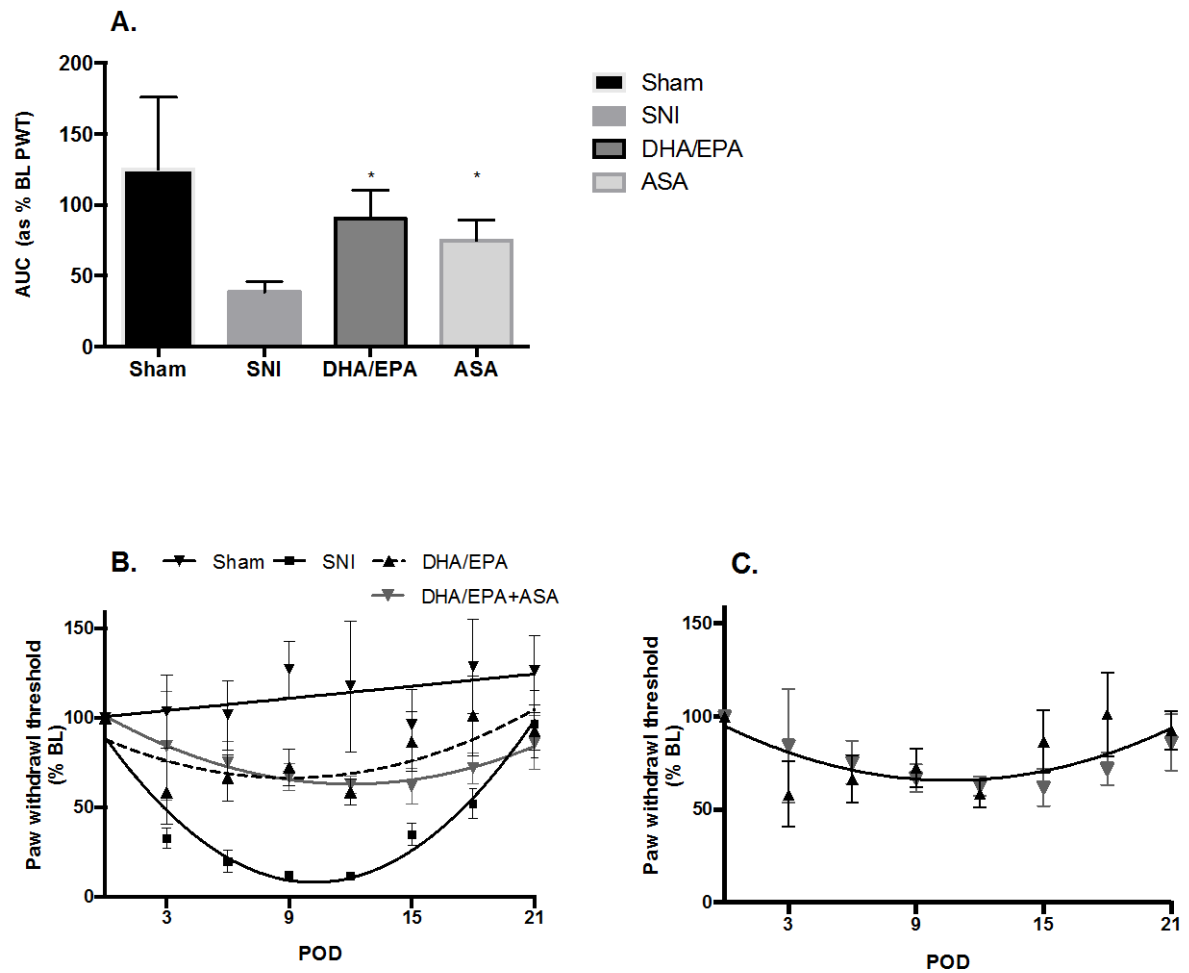 A.
200
150
100
50
0
AUC (as % BL PWT)
* *
Sham SNI DHA/EPA ASA
Sham
SNI
DHA/EPA
ASA
B. Sham SNI DHA/EPA
DHA/EPA+ASA
150
100
50
0
Paw withdrawl threshold
(% BL)
3 9 15 21
POD
C.
150
100
50
0
Paw withdrawl threshold
(% BL)
3 9 15 21
POD